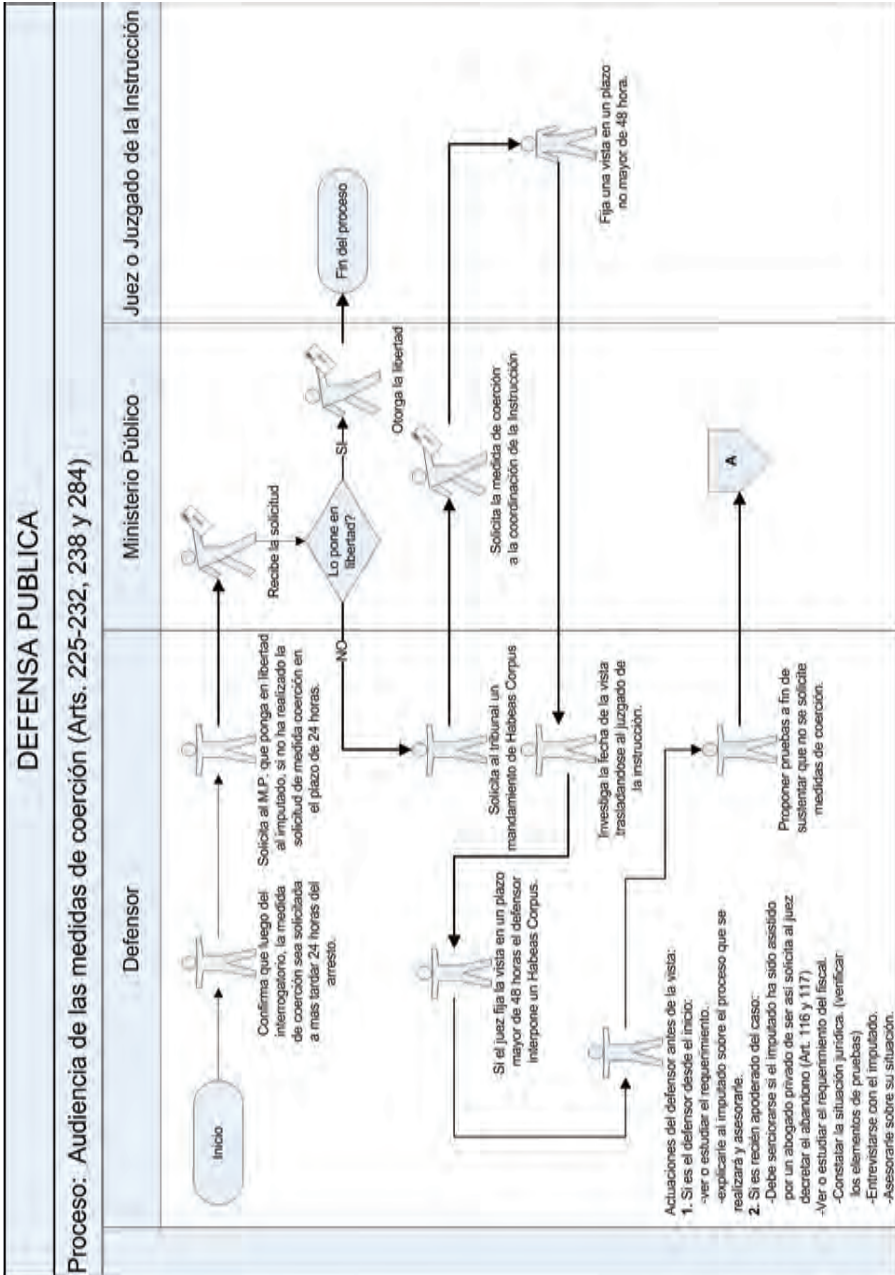 DEFENSA PUBLICA
Proceso: Audiencia de las medidas de coerción (Arts. 225-232, 238 y 284)
Defensor
Ministerio Público
Juez o Juzgado de la Instrucción
Inicio
Confirma que luego del
interrogatorio, la medida
de coerción sea solicitada
a mas tardar 24 horas del
arresto.
Solicita al M.P. que ponga en libertad
al imputado, si no ha realizado la
solicitud de medida coerción en
el plazo de 24 horas.
Recibe la solicitud
Lo pone en
libertad?
SI
NO
Otorga la libertad
Fin del proceso
Solicita al tribunal un
mandamiento de Habeas Corpus
Solicita la medida de coerción
a la coordinación de la Instrucción
Fija una vista en un plazo
no mayor de 48 hora.
Investiga la fecha de la vista
trasladandose al juzgado de
la instrucción.
Si el juez fija la vista en un plazo
mayor de 48 horas el defensor
interpone un Habeas Corpus.
Actuaciones del defensor antes de la vista:
1. Si es el defensor desde el inicio:
-ver o estudiar el requerimiento.
-explicarle al imputado sobre el proceso que se
realizará y asesorarle.
2. Si es recién apoderado del caso:
-Debe serciorarse si el imputado ha sido asistido
por un abogado privado de ser así solicita al juez
decretar el abandono (Art. 116 y 117)
-Ver o estudiar el requerimiento del fiscal.
-Constatar la situación jurídica. (verificar
los elementos de pruebas)
-Entrevistarse con el imputado.
-Asesorarle sobre su situación.
Proponer pruebas a fin de
sustentar que no se solicite
medidas de coerción.
A